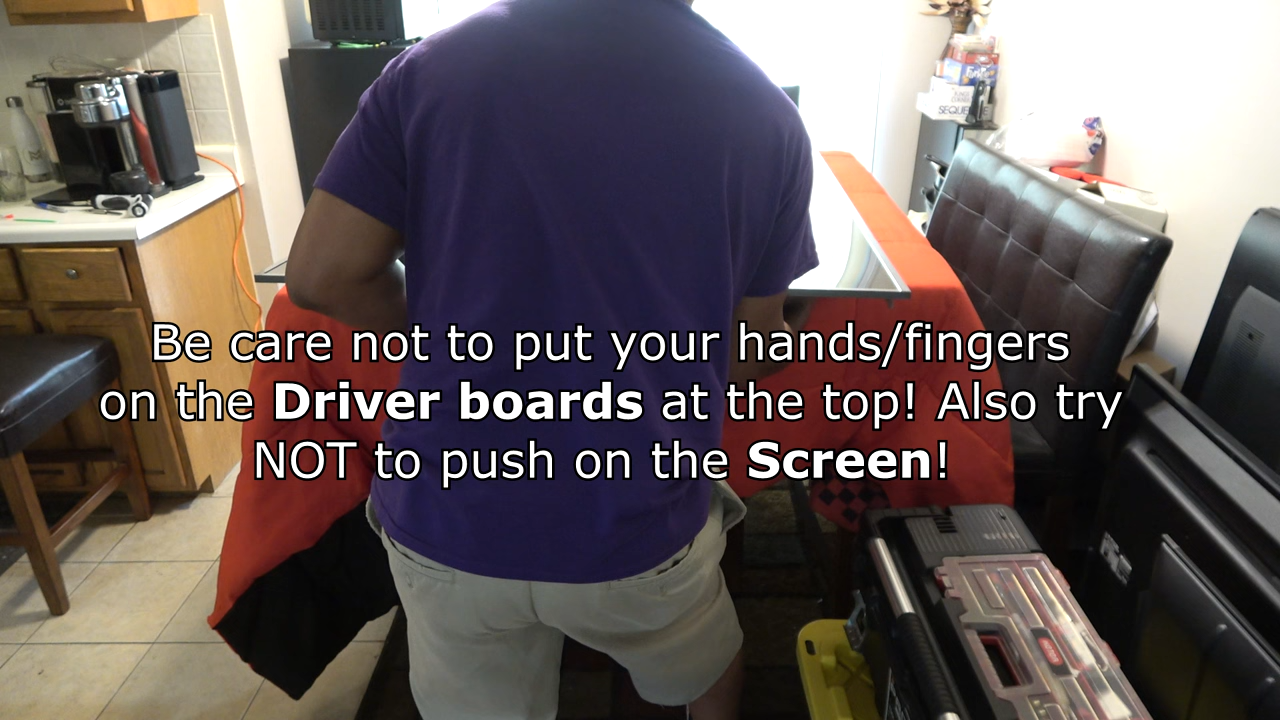 Be care not to put your hands/fingers
on the Driver boards at the top! Also try
NOT to push on the Screen!
SEQUE